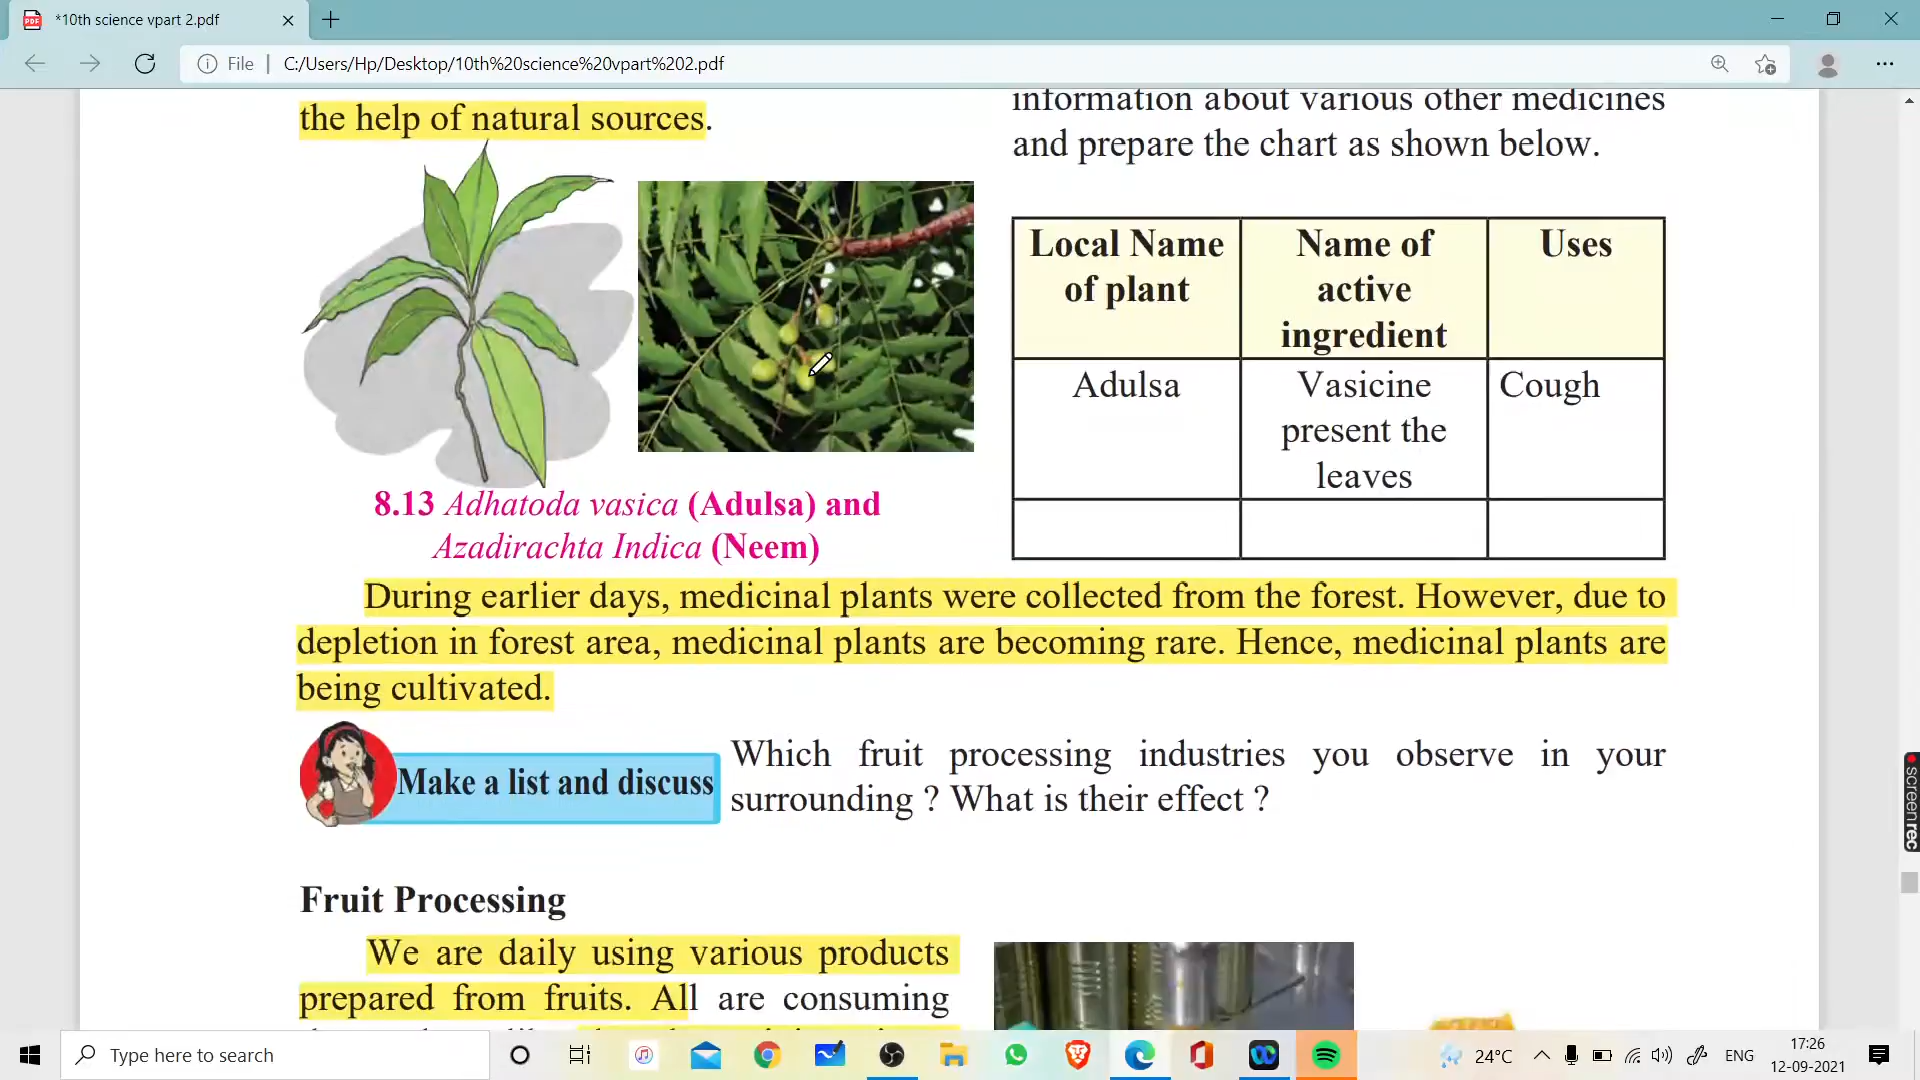 *10th science vpart 2.pdf
File
C:/Users/Hp/Desktop/10th%20science%20vpart%202.pdf
the help of natural sources.
information about various other medicines
and prepare the chart as shown below.
8.13 Adhatoda vasica (Adulsa) and
Azadirachta Indica (Neem)
Local Name of plant
Name of active ingredient
Uses
Adulsa
Vasicine present the leaves
Cough
During earlier days, medicinal plants were collected from the forest. However, due to
depletion in forest area, medicinal plants are becoming rare. Hence, medicinal plants are
being cultivated.
Make a list and discuss
Which fruit processing industries you observe in your
surrounding ? What is their effect ?
Fruit Processing
We are daily using various products
prepared from fruits. All are consuming
screenrec
Type here to search
24°C
ENG
17:26
12-09-2021